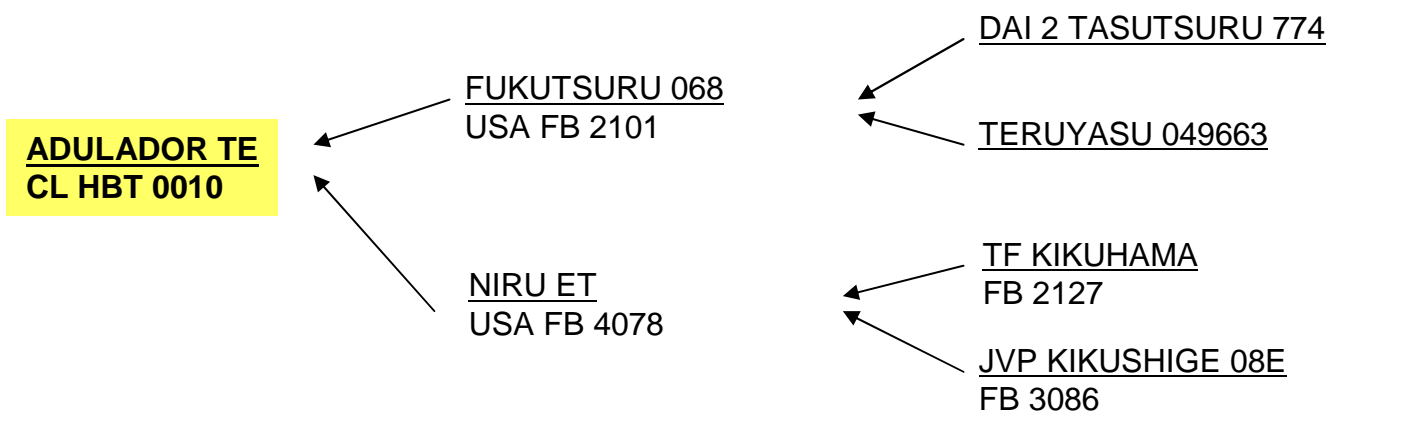 ADULADOR TE
CL HBT 0010
FUKUTSURU 068
USA FB 2101
NIRU ET
USA FB 4078
DAI 2 TASUTSURU 774
TERUYASU 049663
TF KIKUHAMA
FB 2127
JVP KIKUSHIGE 08E
FB 3086